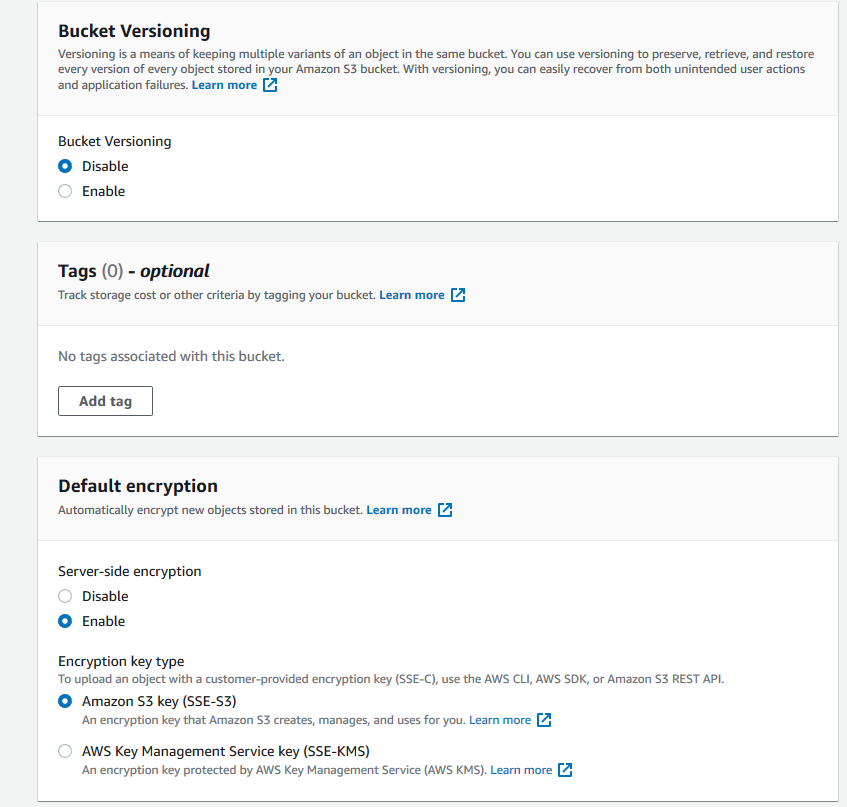 Bucket Versioning
Versioning is a means of keeping multiple variants of an object in the same bucket. You can use versioning to preserve, retrieve, and restore
every version of every object stored in your Amazon S3 bucket. With versioning, you can easily recover from both unintended user actions
and application failures. Learn more
Bucket Versioning
Disable
Enable
Tags (0) - optional
Track storage cost or other criteria by tagging your bucket. Learn more
No tags associated with this bucket.
Add tag
Default encryption
Automatically encrypt new objects stored in this bucket. Learn more
Server-side encryption
Disable
Enable
Encryption key type
To upload an object with a customer-provided encryption key (SSE-C), use the AWS CLI, AWS SDK, or Amazon S3 REST API.
Amazon S3 key (SSE-S3)
An encryption key that Amazon S3 creates, manages, and uses for you. Learn more
AWS Key Management Service key (SSE-KMS)
An encryption key protected by AWS Key Management Service (AWS KMS). Learn more